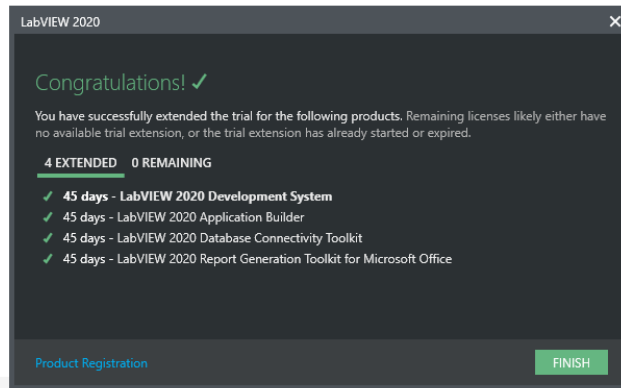 LabVIEW 2020
Congratulations!
You have successfully extended the trial for the following products. Remaining licenses likely either have
no available trial extension, or the trial extension has already started or expired.
4 EXTENDED 0 REMAINING
45 days - LabVIEW 2020 Development System
45 days - LabVIEW 2020 Application Builder
45 days - LabVIEW 2020 Database Connectivity Toolkit
45 days - LabVIEW 2020 Report Generation Toolkit for Microsoft Office
Product Registration FINISH